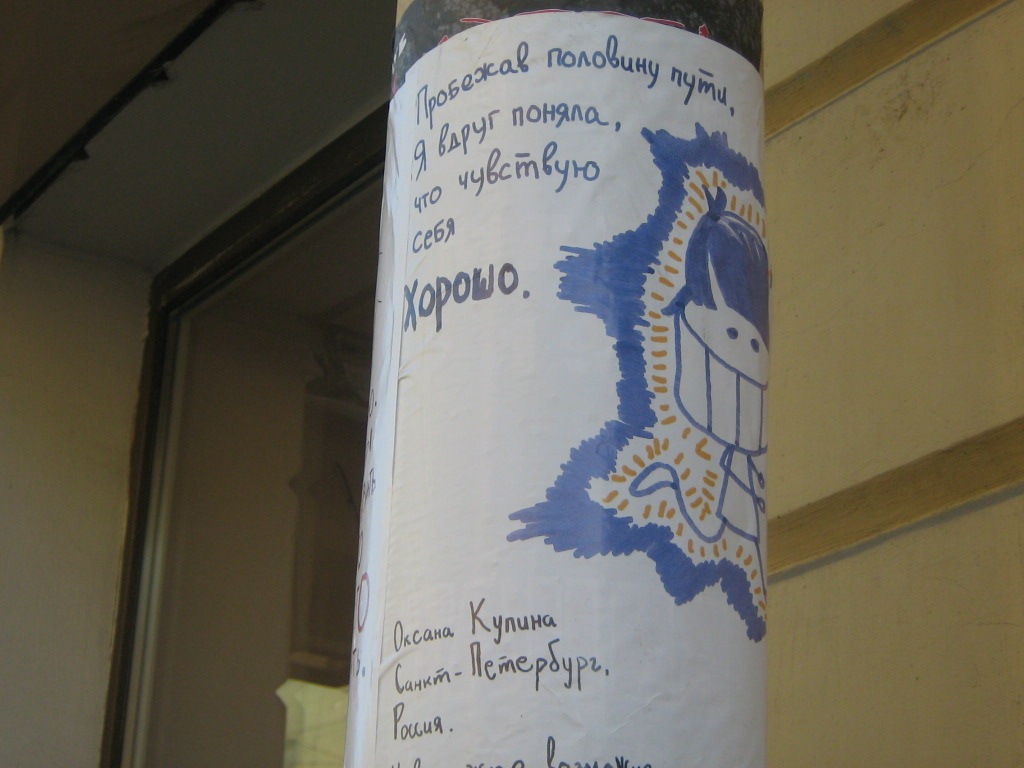 Пробежав половину пути,
Я вдруг поняла,
что чувствую
себя
Хорошо.
Оксана Купина
Санкт-Петербург.
Россия.